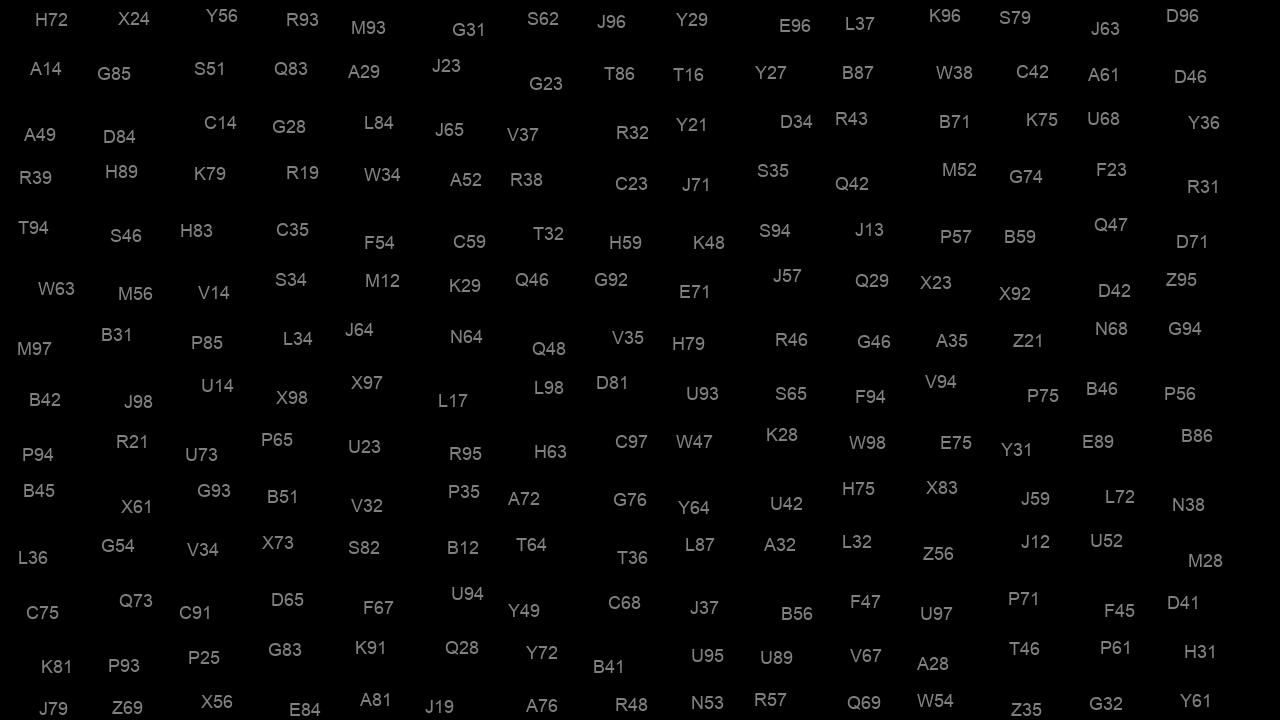 H72 X24 Y56 R93 M93 G31 S62 J96 Y29 E96 L37 K96 S79 J63 D96
A14 G85 S51 Q83 A29 J23 G23 T86 T16 Y27 B87 W38 C42 A61 D46
A49 D84 C14 G28 L84 J65 V37 R32 Y21 D34 R43 B71 K75 U68 Y36
R39 H89 K79 R19 W34 A52 R38 C23 J71 S35 Q42 M52 G74 F23 R31
T94 S46 H83 C35 F54 C59 T32 H59 K48 S94 J13 P57 B59 Q47 D71
W63 M56 V14 S34 M12 K29 Q46 G92 E71 J57 Q29 X23 X92 D42 Z95
M97 B31 P85 L34 J64 N64 Q48 V35 H79 R46 G46 A35 Z21 N68 G94
B42 J98 U14 X98 X97 L17 L98 D81 U93 S65 F94 V94 P75 B46 P56
P94 R21 U73 P65 U23 R95 H63 C97 W47 K28 W98 E75 Y31 E89 B86
B45 X61 G93 B51 V32 P35 A72 G76 Y64 U42 H75 X83 J59 L72 N38
L36 G54 V34 X73 S82 B12 T64 T36 L87 A32 L32 Z56 J12 U52 M28
C75 Q73 C91 D65 F67 U94 Y49 C68 J37 B56 F47 U97 P71 F45 D41
K81 P93 P25 G83 K91 Q28 Y72 B41 U95 U89 V67 A28 T46 P61 H31
J79 Z69 X56 E84 A81 J19 A76 R48 N53 R57 Q69 W54 Z35 G32 Y61